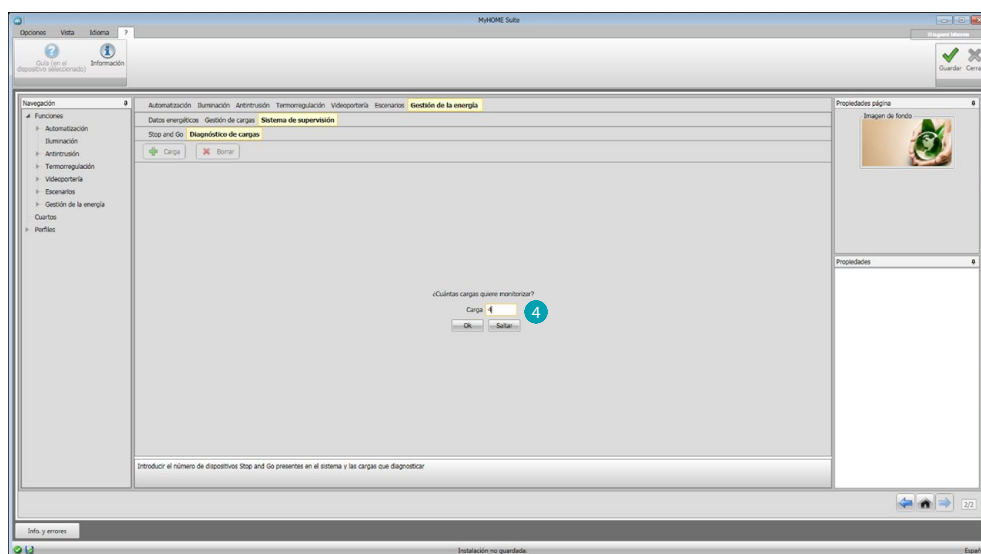 MyHOME Suite
Opciones Vista Idioma ?
Guía (en el dispositivo seleccionado)
Información
Guardar Cerra
Navegación
Funciones
Automatización
Iluminación
Antintrusión
Termorregulación
Videoportería
Escenarios
Gestión de la energía
Cuartos
Perfiles
Automatización Iluminación Antintrusión Termorregulación Videoportería Escenarios Gestión de la energía
Datos energéticos Gestión de cargas Sistema de supervisión
Stop and Go Diagnóstico de cargas
Carga Borrar
¿Cuántas cargas quiere monitorizar?
Carga 4
4
Ok Saltar
Introducir el número de dispositivos Stop and Go presentes en el sistema y las cargas que diagnosticar
Propiedades página
Imagen de fondo
Propiedades
2/2
Info. y errores
Instalación no guardada.
Españ